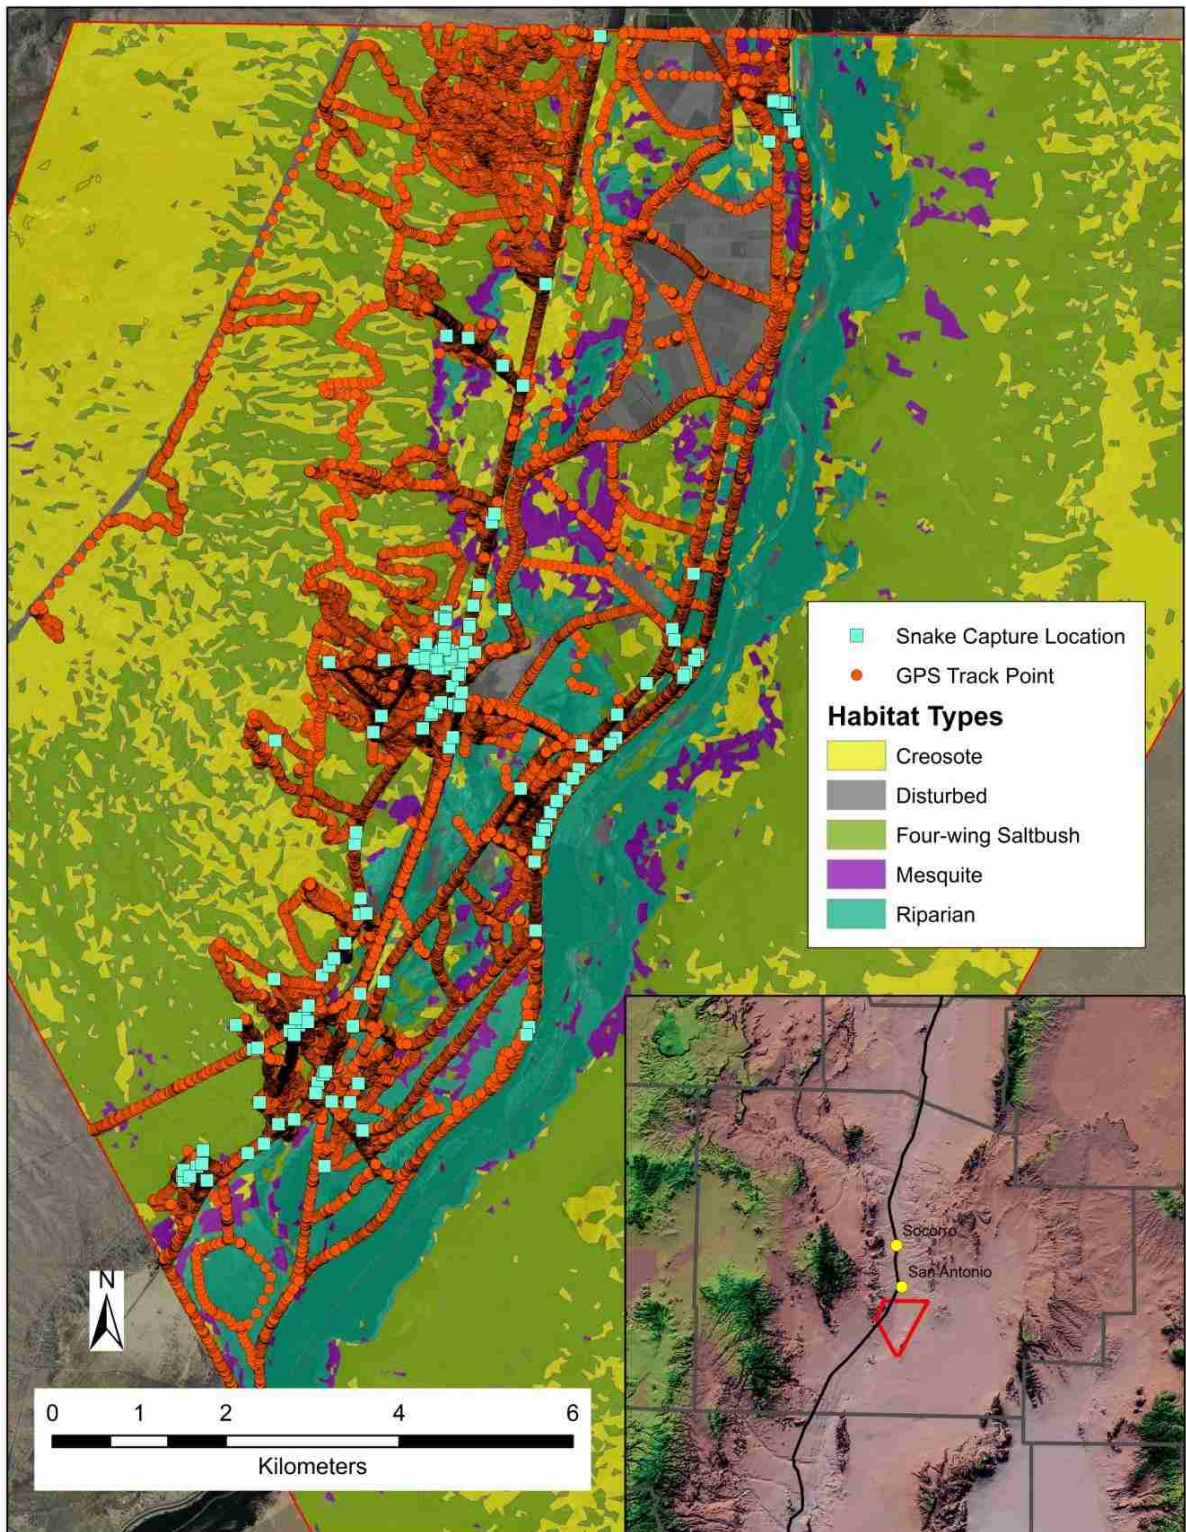 Snake Capture Location
GPS Track Point
Habitat Types
Creosote
Disturbed
Four-wing Saltbush
Mesquite
Riparian
Socorro
San Antonio
N
0 1 2 4 6
Kilometers